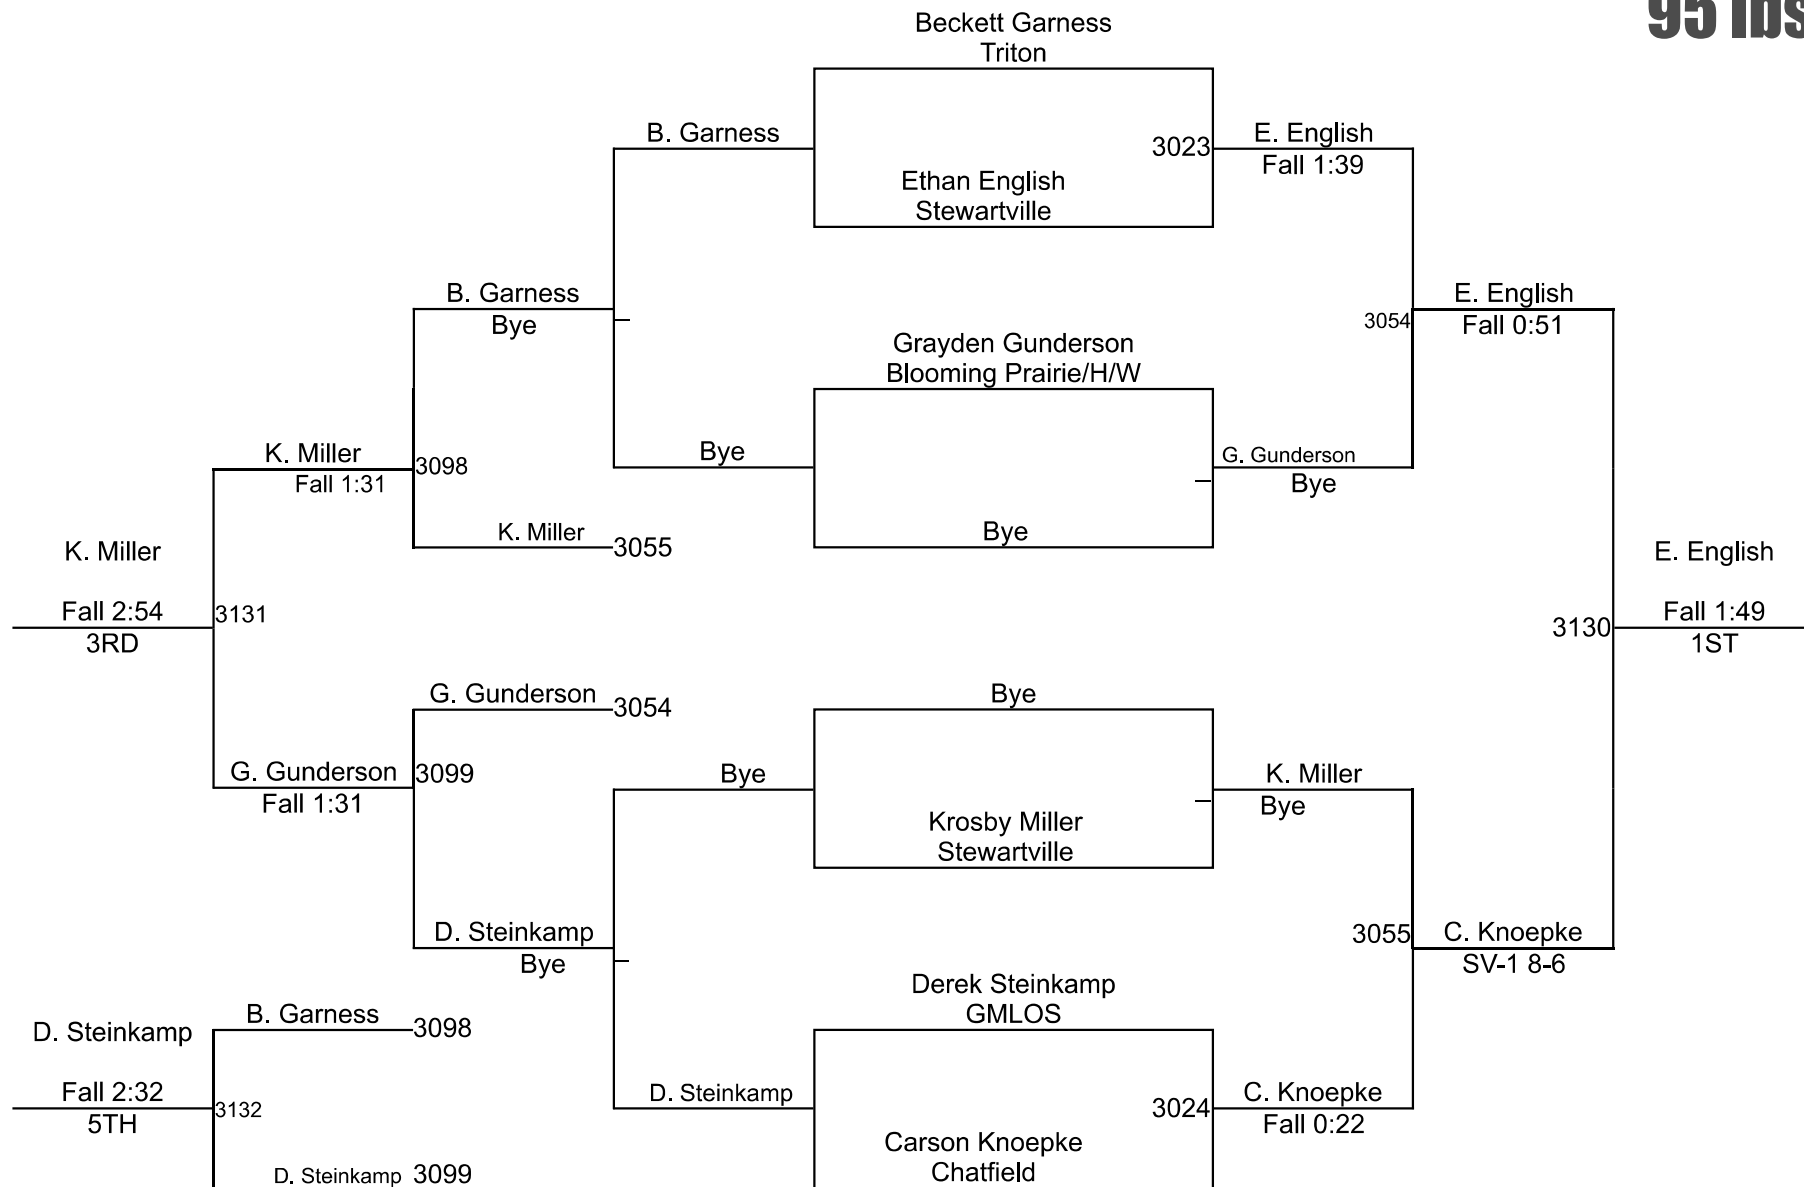 95 lbs
Beckett Garness
Triton
B. Garness
3023
E. English
Fall 1:39
Ethan English
Stewartville
B. Garness
Bye
E. English
Fall 0:51
3054
Grayden Gunderson
Blooming Prairie/H/W
K. Miller
Fall 1:31
3098
Bye
G. Gunderson
Bye
K. Miller
3055
Bye
K. Miller
Fall 2:54
3RD
3131
E. English
Fall 1:49
1ST
3130
G. Gunderson
3054
Bye
G. Gunderson
Fall 1:31
3099
Bye
K. Miller
Bye
Krosby Miller
Stewartville
D. Steinkamp
Bye
3055
C. Knoepke
SV-1 8-6
Derek Steinkamp
GMLOS
B. Garness
3098
D. Steinkamp
Fall 2:32
5TH
3132
D. Steinkamp
3024
C. Knoepke
Fall 0:22
Carson Knoepke
Chatfield
D. Steinkamp
3099